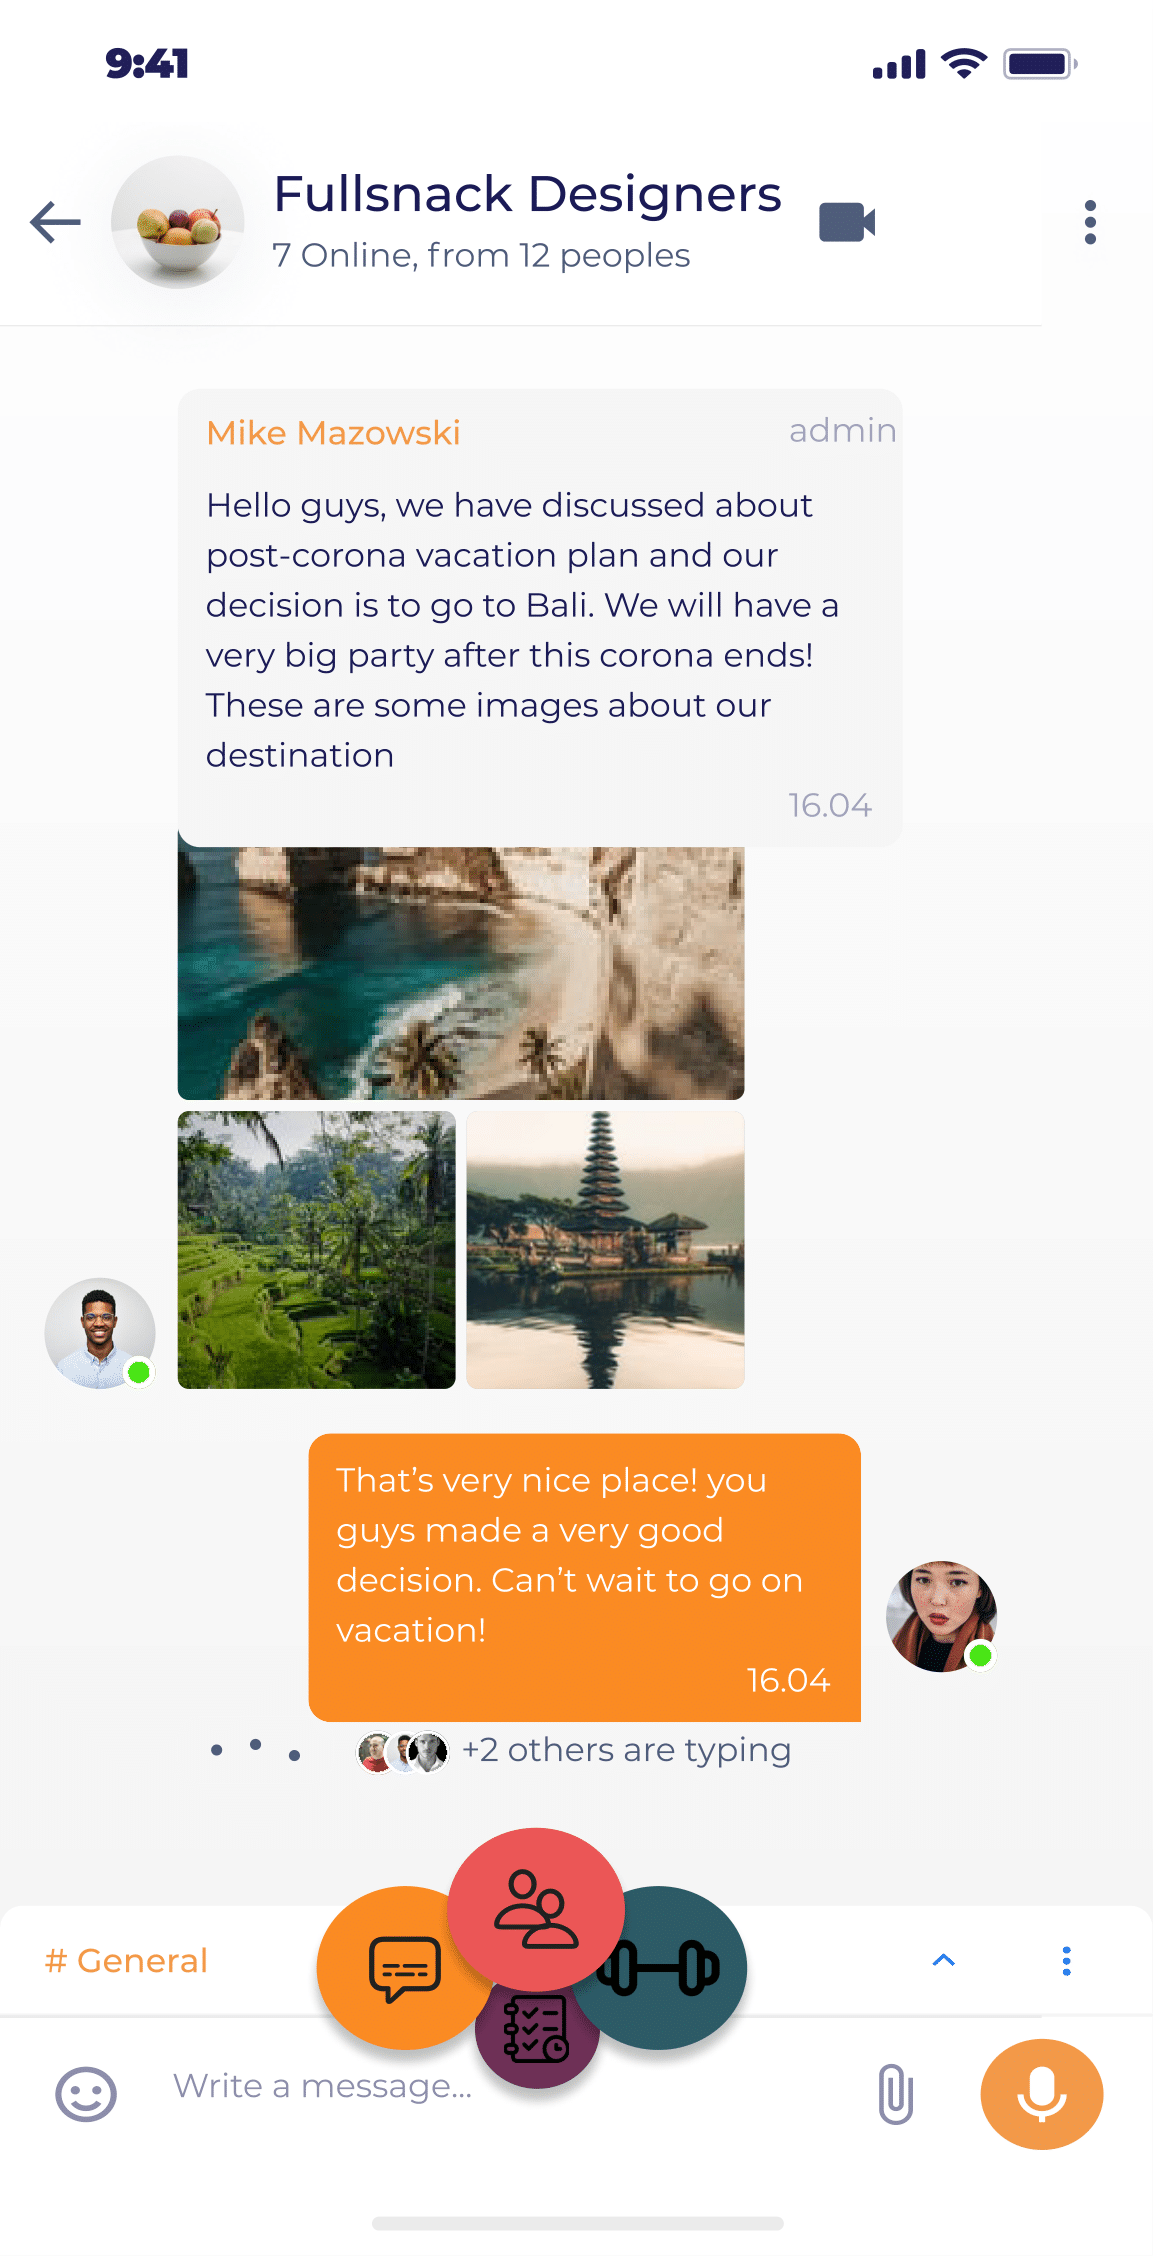 9:41
Fullsnack Designers
7 Online, from 12 peoples
Mike Mazowski
admin
Hello guys, we have discussed about
post-corona vacation plan and our
decision is to go to Bali. We will have a
very big party after this corona ends!
These are some images about our
destination
16.04
That’s very nice place! you
guys made a very good
decision. Can’t wait to go on
vacation!
16.04
+2 others are typing
# General
Write a message...